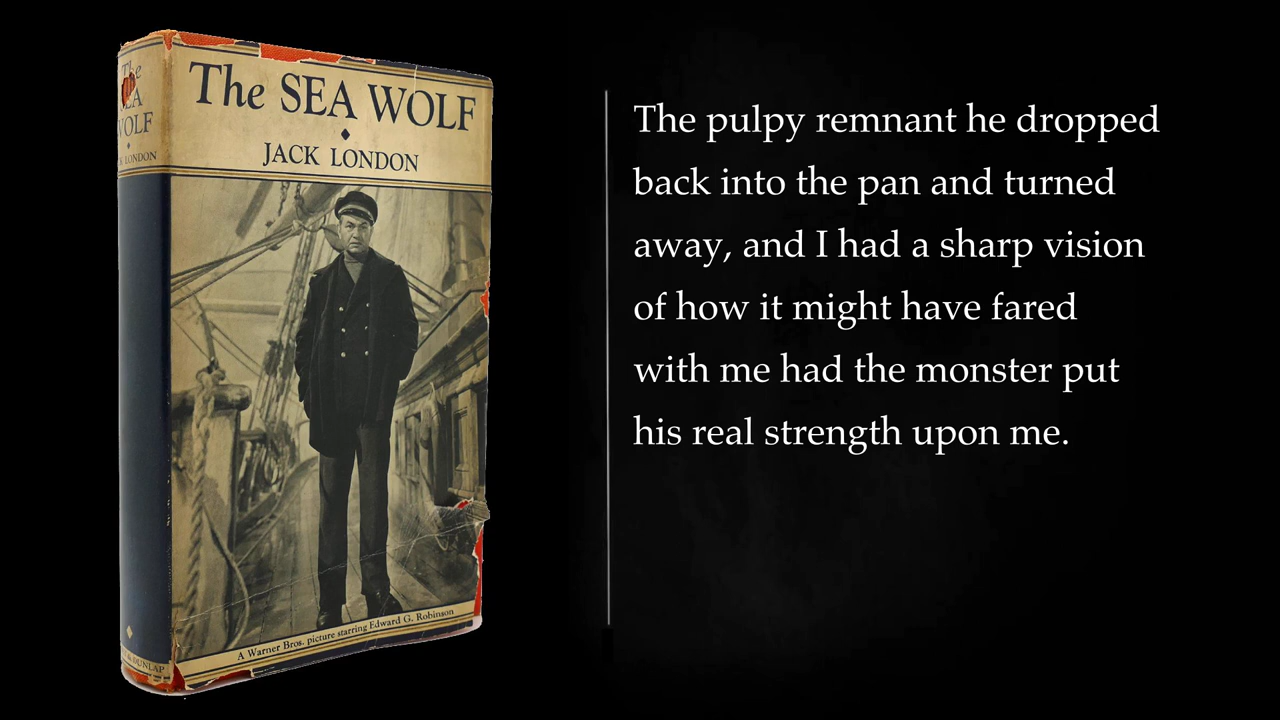 The
SEA
WOLF
LONDON
DUNLAP
The SEA WOLF
JACK LONDON
A Warner Bros. picture starring Edward G. Robinson
The pulpy remnant he dropped
back into the pan and turned
away, and I had a sharp vision
of how it might have fared
with me had the monster put
his real strength upon me.